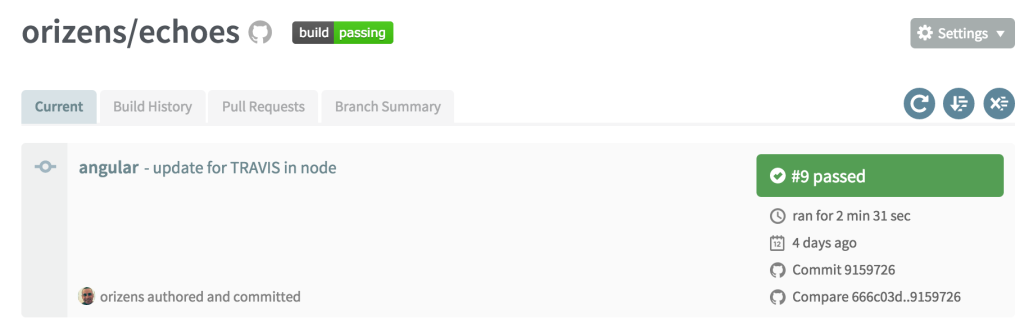 orizens/echoes build passing Settings
Current Build History Pull Requests Branch Summary
angular - update for TRAVIS in node
#9 passed
ran for 2 min 31 sec
12 4 days ago
Commit 9159726
orizens authored and committed
Compare 666c03d..9159726